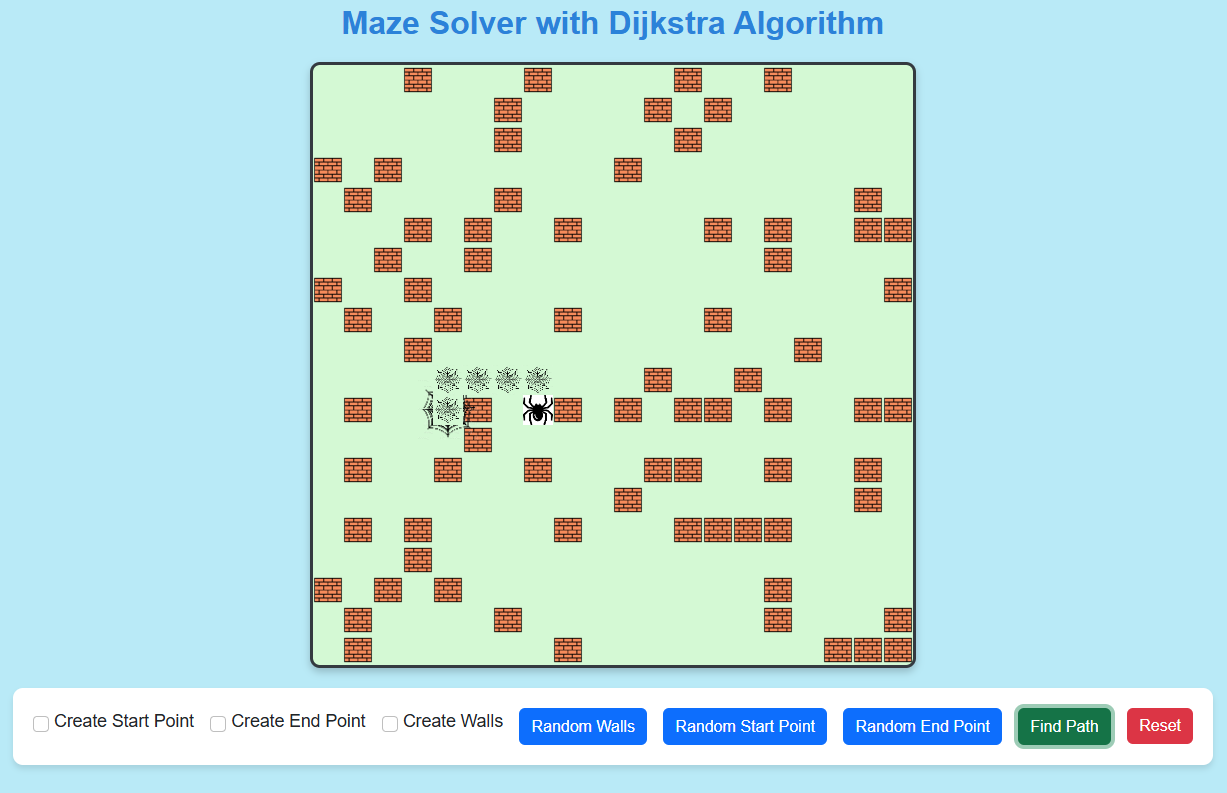 Maze Solver with Dijkstra Algorithm
Create Start Point Create End Point Create Walls Random Walls Random Start Point Random End Point Find Path Reset